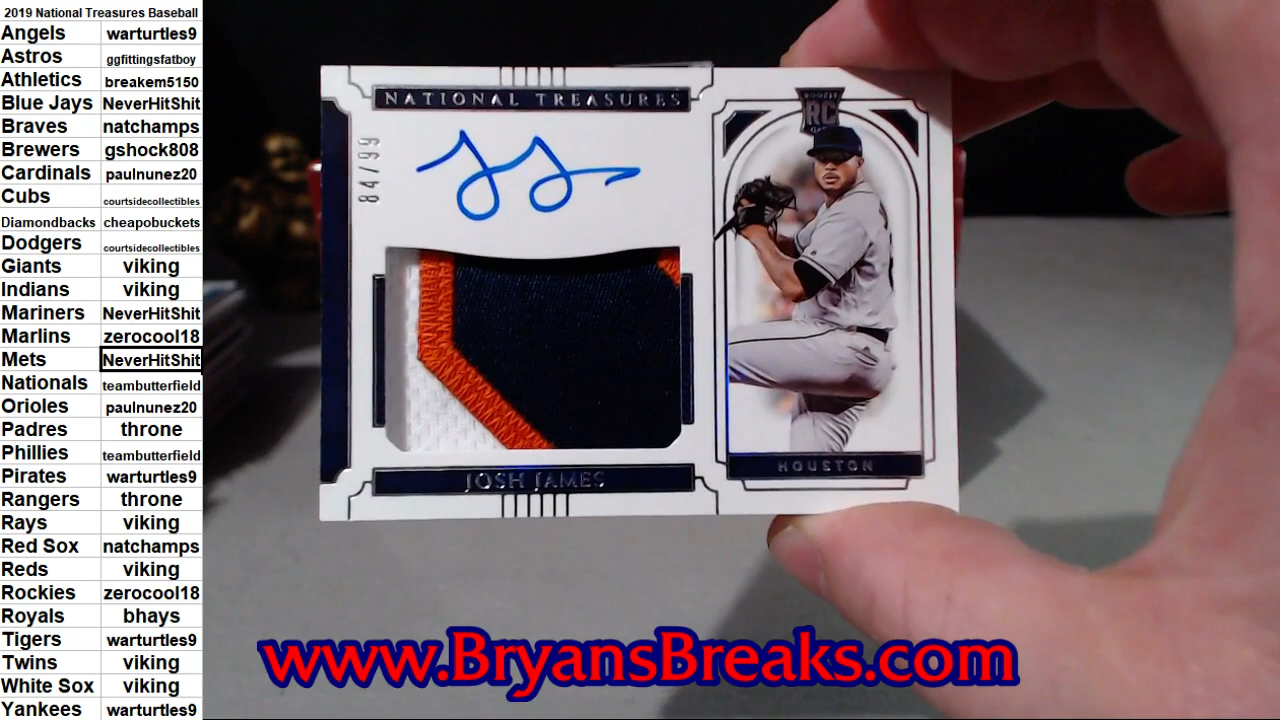 2019 National Treasures Baseball
Angels warturtles9
Astros ggfittingsfatboy
Athletics breakem5150
Blue Jays NeverHitShit
Braves natchamps
Brewers gshock808
Cardinals paulnunez20
Cubs courtsidecollectibles
Diamondbacks cheapobuckets
Dodgers courtsidecollectibles
Giants viking
Indians viking
Mariners NeverHitShit
Marlins zerocool18
Mets NeverHitShit
Nationals teambutterfield
Orioles paulnunez20
Padres throne
Phillies teambutterfield
Pirates warturtles9
Rangers throne
Rays viking
Red Sox natchamps
Reds viking
Rockies zerocool18
Royals bhays
Tigers warturtles9
Twins viking
White Sox viking
Yankees warturtles9
NATIONAL TREASURES
84/99
JJ
JOSH JAMES
RC
HOUSTON
www.BryansBreaks.com